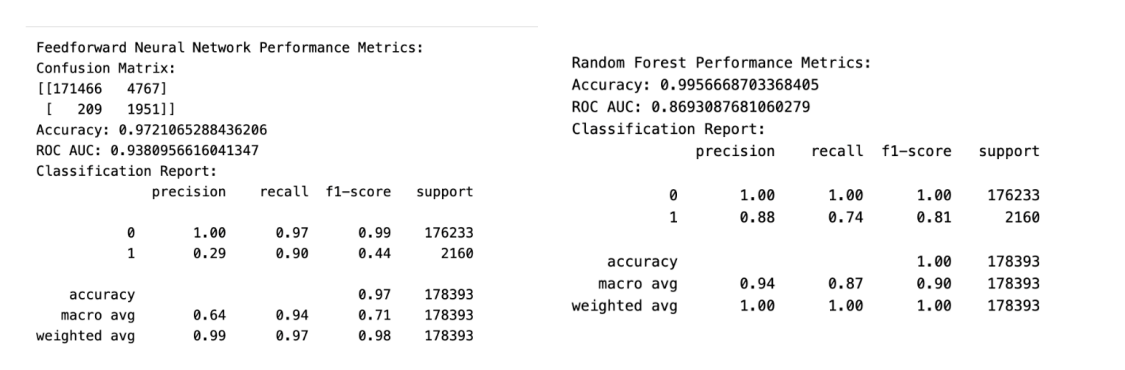 Feedforward Neural Network Performance Metrics:
Confusion Matrix:
[[171466   4767]
 [   209   1951]]
Accuracy: 0.9721065288436206
ROC AUC: 0.9380956616041347
Classification Report:
              precision    recall  f1-score   support

           0       1.00      0.97      0.99    176233
           1       0.29      0.90      0.44      2160

    accuracy                           0.97    178393
   macro avg       0.64      0.94      0.71    178393
weighted avg       0.99      0.97      0.98    178393

Random Forest Performance Metrics:
Accuracy: 0.9956668703368405
ROC AUC: 0.8693087681060279
Classification Report:
              precision    recall  f1-score   support

           0       1.00      1.00      1.00    176233
           1       0.88      0.74      0.81      2160

    accuracy                           1.00    178393
   macro avg       0.94      0.87      0.90    178393
weighted avg       1.00      1.00      1.00    178393